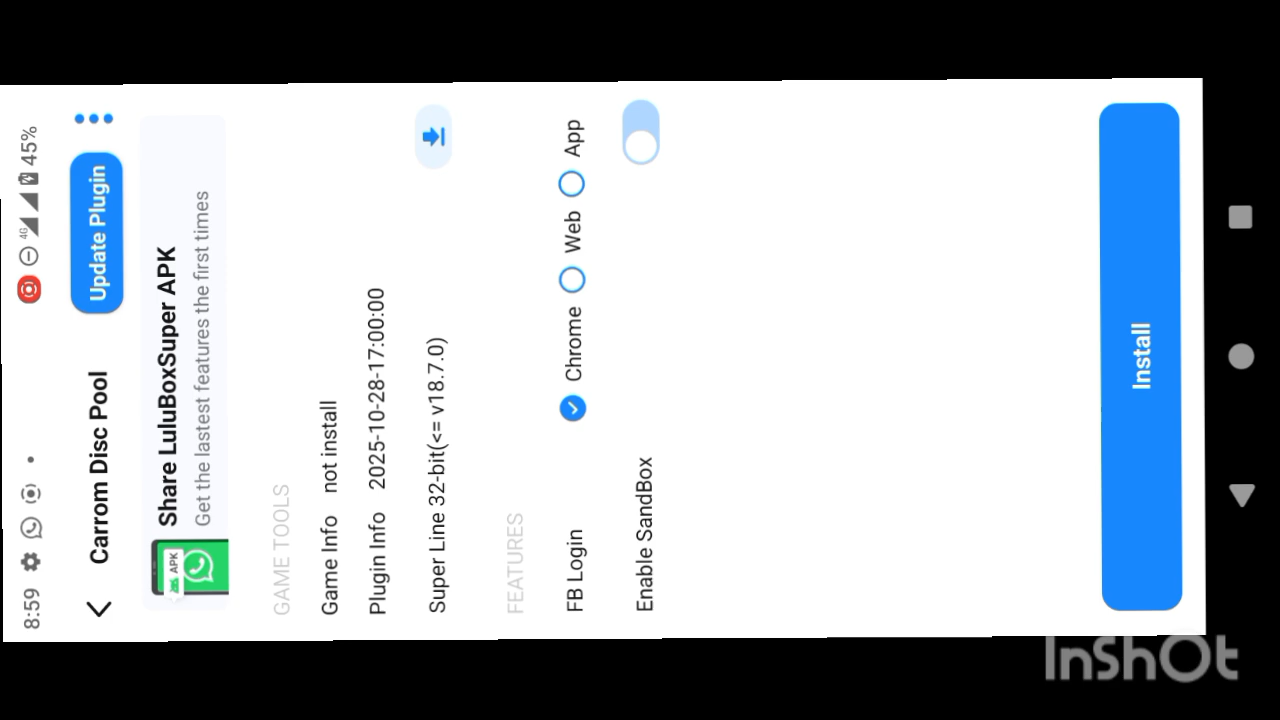 8:59 4G 45%
Carrom Disc Pool Update Plugin
APK Share LuluBoxSuper APK
Get the lastest features the first times
GAME TOOLS
Game Info not install
Plugin Info 2025-10-28-17:00:00
Super Line 32-bit(<= v18.7.0)
FEATURES
FB Login Chrome Web App
Enable SandBox
Install
InShOt